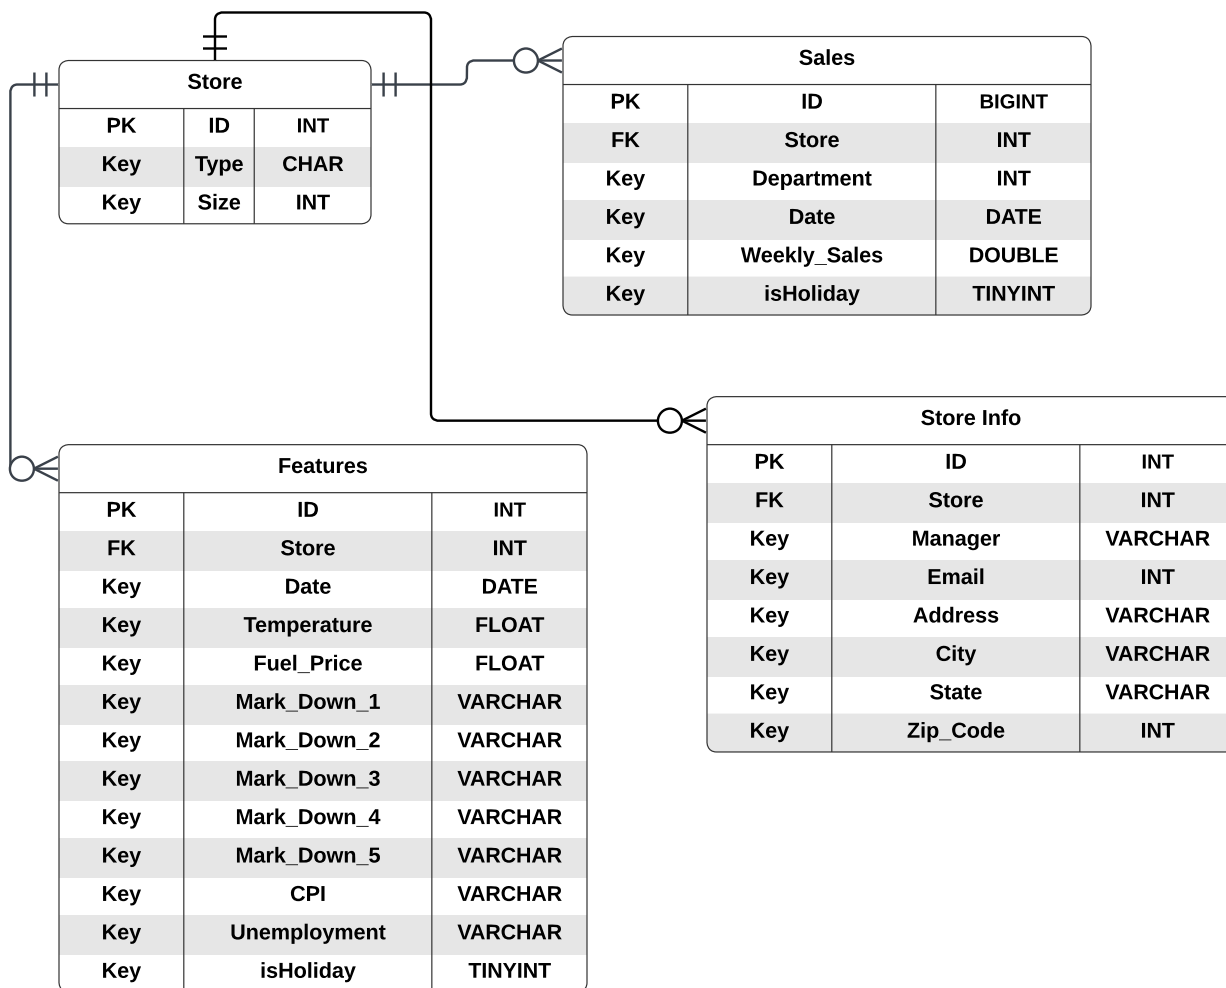 Store
PK ID INT
Key Type CHAR
Key Size INT
Sales
PK ID BIGINT
FK Store INT
Key Department INT
Key Date DATE
Key Weekly_Sales DOUBLE
Key isHoliday TINYINT
Store Info
PK ID INT
FK Store INT
Key Manager VARCHAR
Key Email INT
Key Address VARCHAR
Key City VARCHAR
Key State VARCHAR
Key Zip_Code INT
Features
PK ID INT
FK Store INT
Key Date DATE
Key Temperature FLOAT
Key Fuel_Price FLOAT
Key Mark_Down_1 VARCHAR
Key Mark_Down_2 VARCHAR
Key Mark_Down_3 VARCHAR
Key Mark_Down_4 VARCHAR
Key Mark_Down_5 VARCHAR
Key CPI VARCHAR
Key Unemployment VARCHAR
Key isHoliday TINYINT